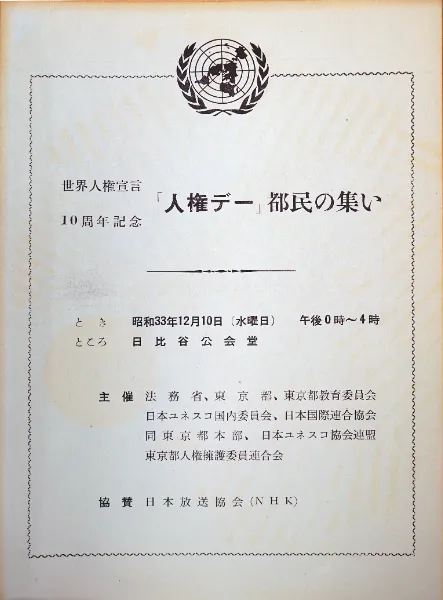 世界人権宣言
10周年記念
「人権デー」都民の集い
とき 昭和33年12月10日(水曜日) 午後0時〜4時
ところ 日比谷公会堂
主催 法務省、東京都、東京都教育委員会
日本ユネスコ国内委員会、日本国際連合協会
同東京都本部、日本ユネスコ協会連盟
東京都人権擁護委員連合会
協賛 日本放送協会(NHK)